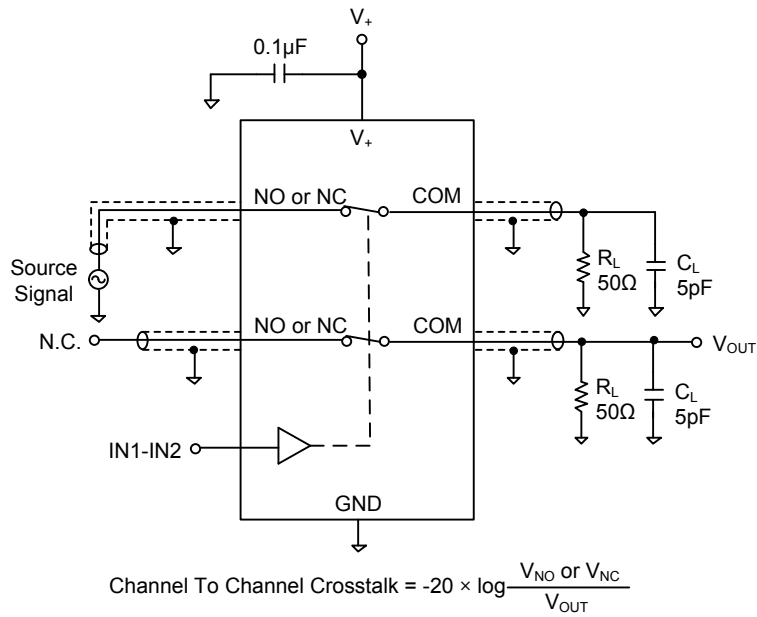 V+
0.1µF
V+
NO or NC
COM
Source
Signal
RL
50Ω
CL
5pF
N.C.
NO or NC
COM
VOUT
RL
50Ω
CL
5pF
IN1-IN2
GND
Channel To Channel Crosstalk = -20 × log VNO or VNC / VOUT